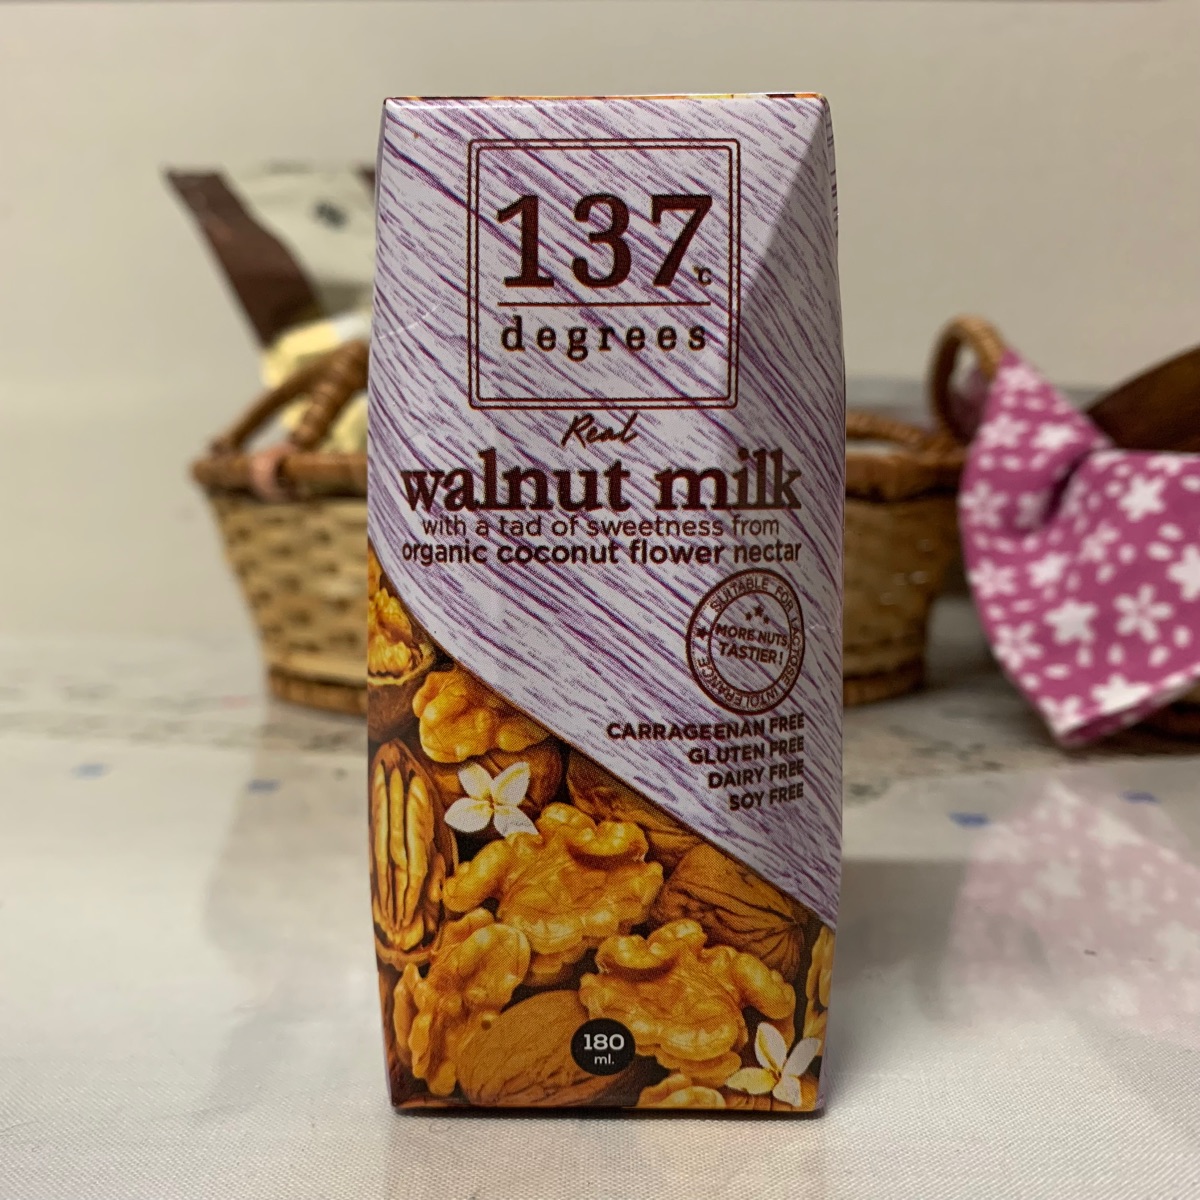 137
°c
degrees
Real
walnut milk
with a tad of sweetness from
organic coconut flower nectar
SUITABLE FOR LACTOSE INTOLERANCE
MORE NUTS
TASTIER!
CARRAGEENAN FREE
GLUTEN FREE
DAIRY FREE
SOY FREE
180
ml.